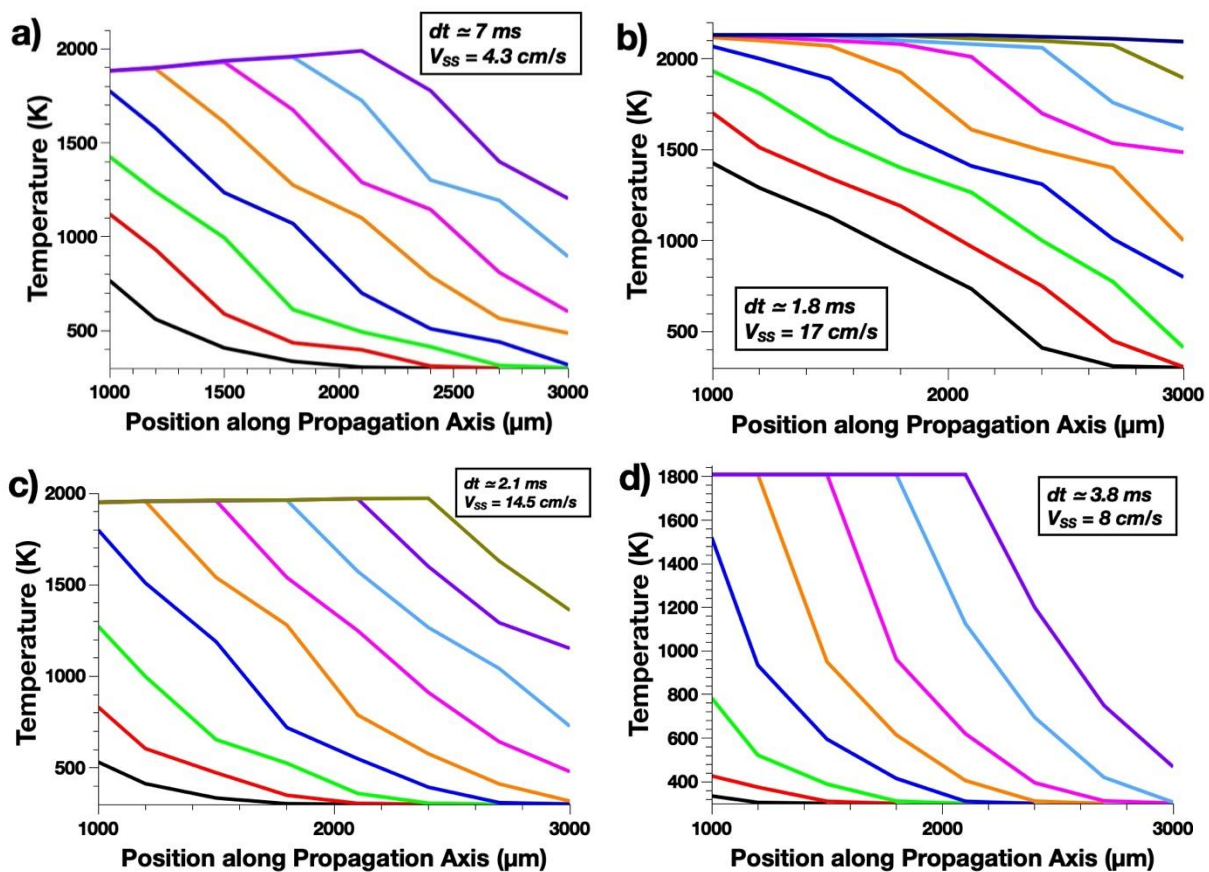 a)
dt ≃ 7 ms
V_SS = 4.3 cm/s
Temperature (K)
2000
1500
1000
500
1000 1500 2000 2500 3000
Position along Propagation Axis (µm)
b)
dt ≃ 1.8 ms
V_SS = 17 cm/s
Temperature (K)
2000
1500
1000
500
1000 2000 3000
Position along Propagation Axis (µm)
c)
dt ≃ 2.1 ms
V_SS = 14.5 cm/s
Temperature (K)
2000
1500
1000
500
1000 2000 3000
Position along Propagation Axis (µm)
d)
dt ≃ 3.8 ms
V_SS = 8 cm/s
Temperature (K)
1800
1600
1400
1200
1000
800
600
400
1000 2000 3000
Position along Propagation Axis (µm)